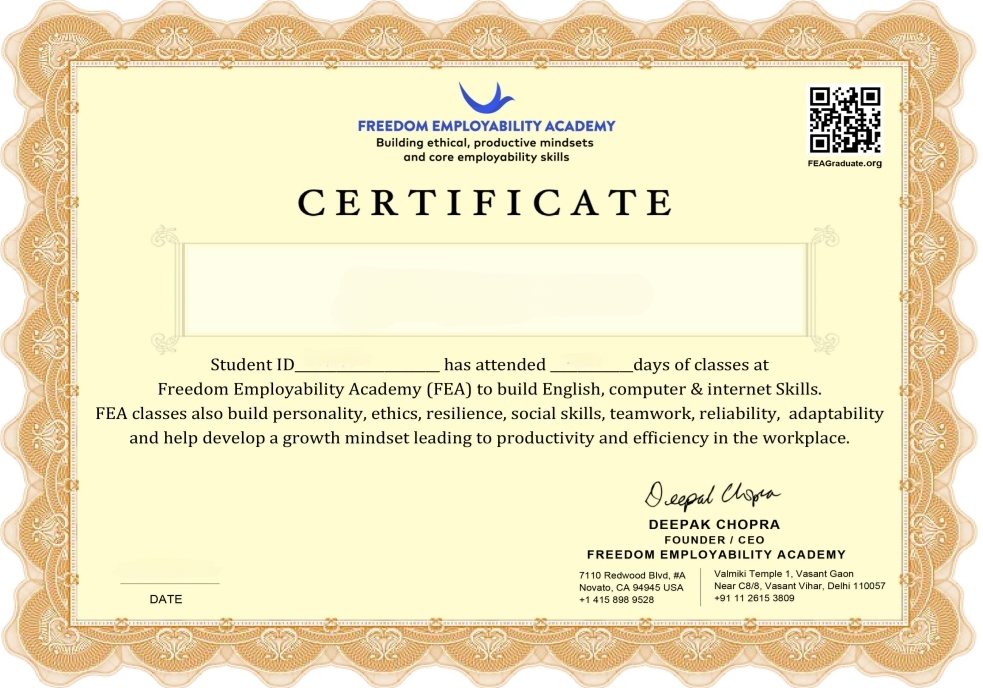 FREEDOM EMPLOYABILITY ACADEMY
Building ethical, productive mindsets
and core employability skills
FEAGraduate.org
CERTIFICATE
Student ID________________ has attended _________days of classes at
Freedom Employability Academy (FEA) to build English, computer & internet Skills.
FEA classes also build personality, ethics, resilience, social skills, teamwork, reliability, adaptability
and help develop a growth mindset leading to productivity and efficiency in the workplace.
Deepak Chopra
DEEPAK CHOPRA
FOUNDER / CEO
FREEDOM EMPLOYABILITY ACADEMY
7110 Redwood Blvd, #A
Novato, CA 94945 USA
+1 415 898 9528
Valmiki Temple 1, Vasant Gaon
Near C8/8, Vasant Vihar, Delhi 110057
+91 11 2615 3809
DATE